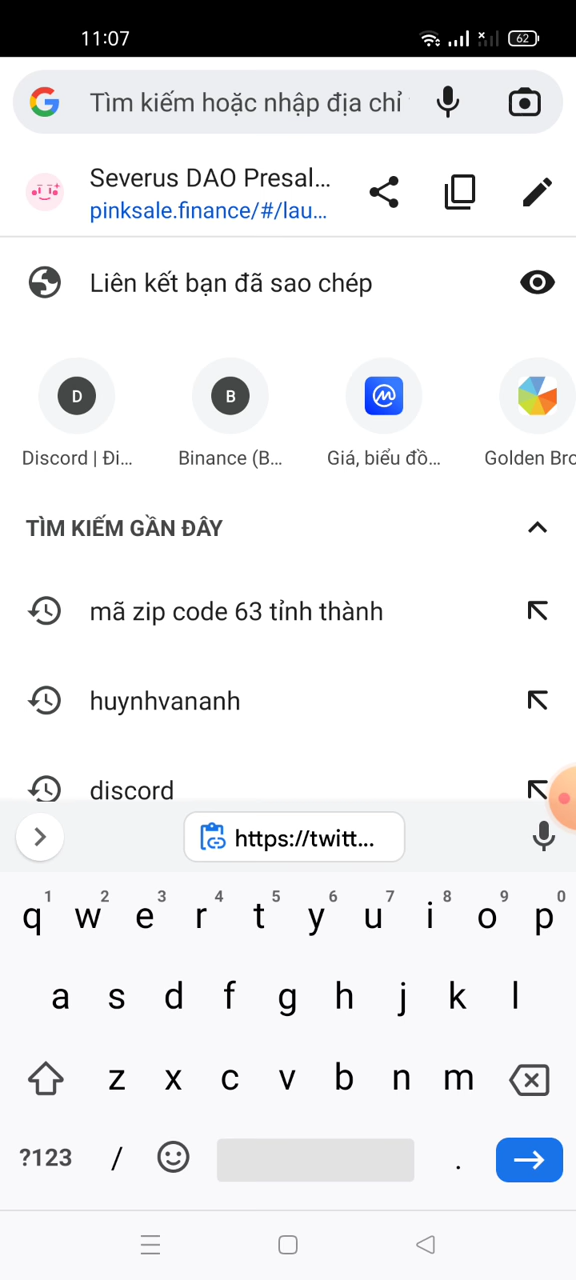 11:07
62
Tìm kiếm hoặc nhập địa chỉ
Severus DAO Presal...
pinksale.finance/#/lau...
Liên kết bạn đã sao chép
D
B
Discord | Đi...
Binance (B...
Giá, biểu đồ...
Golden Bro
TÌM KIẾM GẦN ĐÂY
mã zip code 63 tỉnh thành
huynhvananh
discord
https://twitt...
1 2 3 4 5 6 7 8 9 0
q w e r t y u i o p
a s d f g h j k l
z x c v b n m
?123 / .